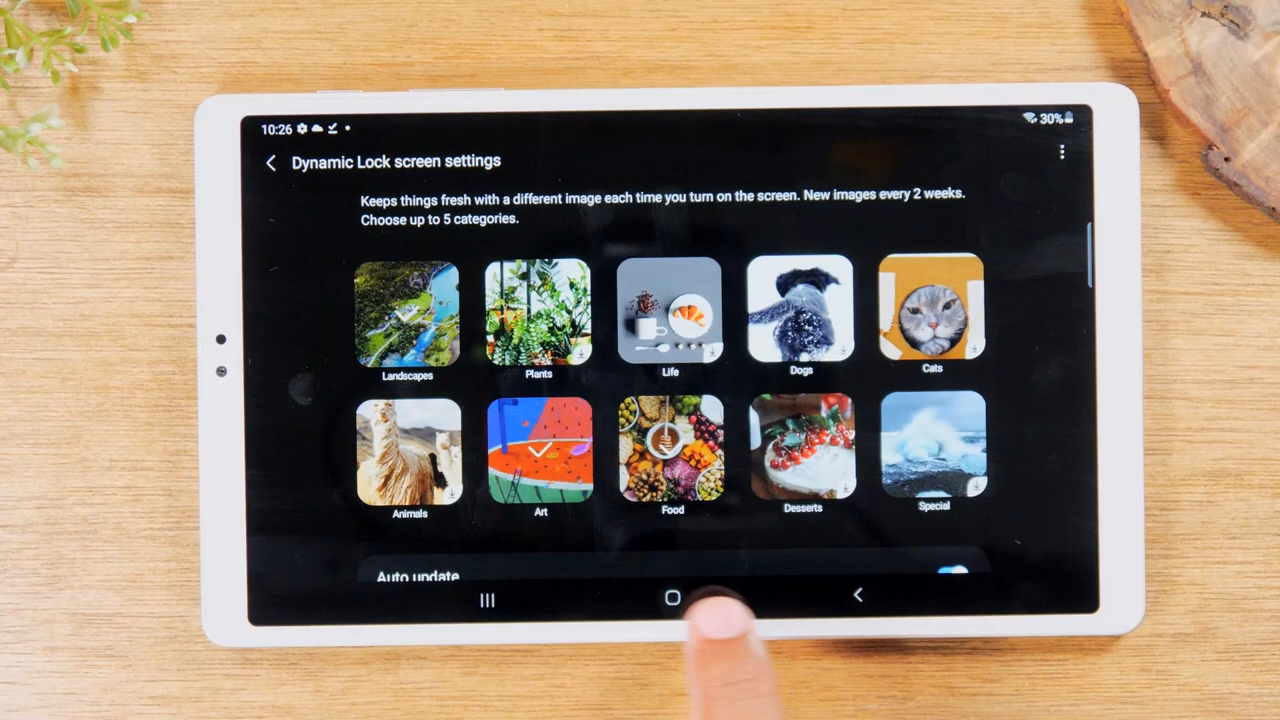 10:26
30%
Dynamic Lock screen settings
Keeps things fresh with a different image each time you turn on the screen. New images every 2 weeks.
Choose up to 5 categories.
Landscapes
Plants
Life
Dogs
Cats
Animals
Art
Food
Desserts
Special
Auto update